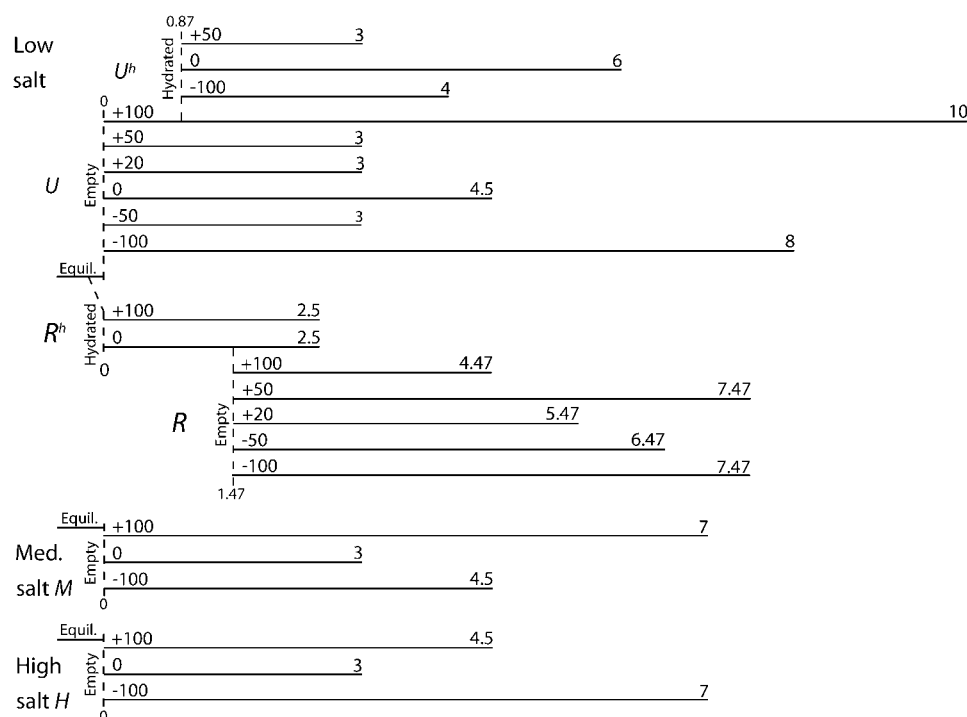 0.87
Low
salt
Uʰ
Hydrated
+50 3
0 6
-100 4
0
+100 10
U
Empty
+50 3
+20 3
0 4.5
-50 3
-100 8
Equil.
Rʰ
Hydrated
+100 2.5
0 2.5
0
R
Empty
+100 4.47
+50 7.47
+20 5.47
-50 6.47
-100 7.47
1.47
Equil.
Med.
salt M
Empty
+100 7
0 3
-100 4.5
0
Equil.
High
salt H
Empty
+100 4.5
0 3
-100 7
0